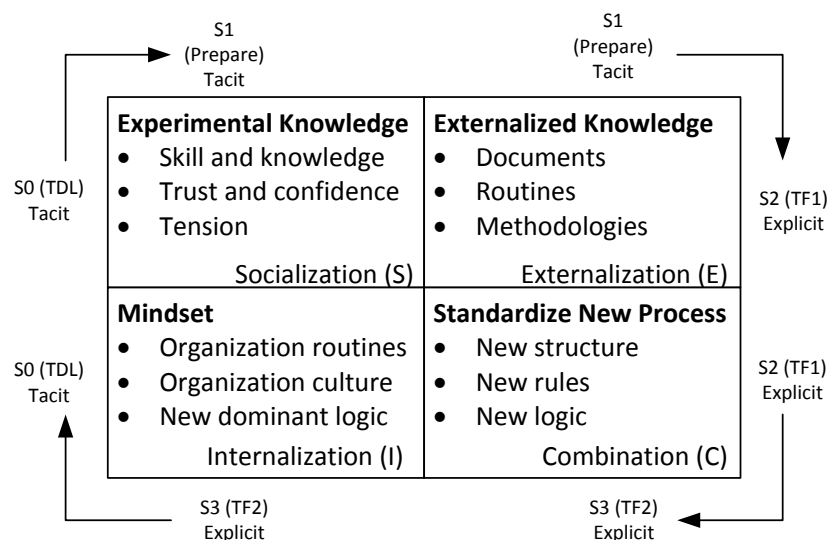 S1
(Prepare)
Tacit
S1
(Prepare)
Tacit
S0 (TDL)
Tacit
Experimental Knowledge
• Skill and knowledge
• Trust and confidence
• Tension
Socialization (S)
Externalized Knowledge
• Documents
• Routines
• Methodologies
Externalization (E)
S2 (TF1)
Explicit
S0 (TDL)
Tacit
Mindset
• Organization routines
• Organization culture
• New dominant logic
Internalization (I)
Standardize New Process
• New structure
• New rules
• New logic
Combination (C)
S2 (TF1)
Explicit
S3 (TF2)
Explicit
S3 (TF2)
Explicit